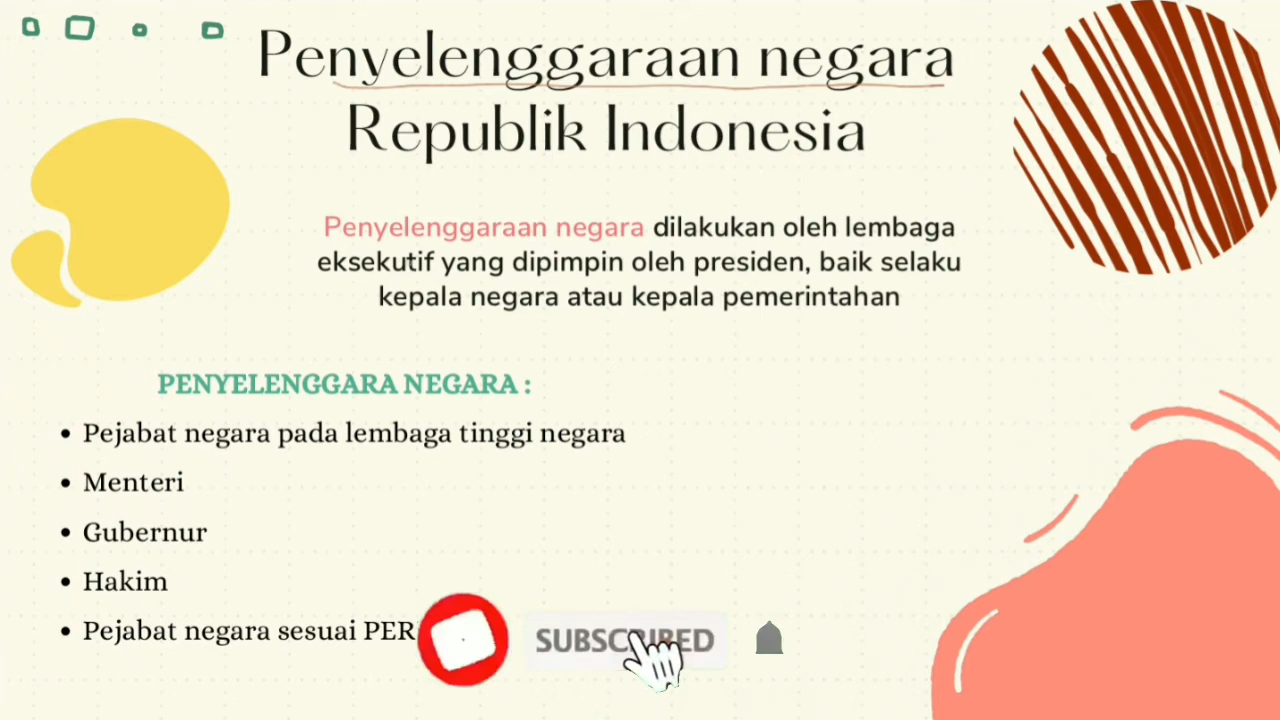 Penyelenggaraan negara
Republik Indonesia
Penyelenggaraan negara dilakukan oleh lembaga
eksekutif yang dipimpin oleh presiden, baik selaku
kepala negara atau kepala pemerintahan
PENYELENGGARA NEGARA :
• Pejabat negara pada lembaga tinggi negara
• Menteri
• Gubernur
• Hakim
• Pejabat negara sesuai
SUBSCRIBED